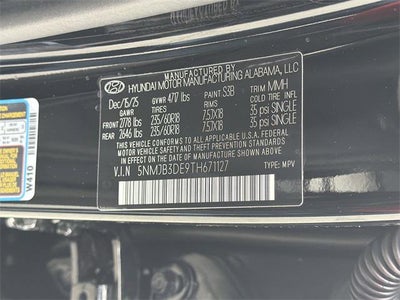 MANUFACTURED BY
HYUNDAI MOTOR MANUFACTURING ALABAMA, LLC
Dec/15/25 GVWR 4717 lbs PAINT S3B TRIM MMH
GAWR TIRES RIMS COLD TIRE INFL
FRONT 2778 lbs 235/60R18 7.5JX18 35 psi SINGLE
REAR 2646 lbs 235/60R18 7.5JX18 35 psi SINGLE
THIS VEHICLE CONFORMS TO ALL APPLICABLE U.S.A. FEDERAL
MOTOR VEHICLE SAFETY, BUMPER, AND THEFT PREVENTION
STANDARDS IN EFFECT ON THE DATE OF MANUFACTURE SHOWN ABOVE.
V.I.N 5NMJB3DE9TH671127 TYPE: MPV
W410